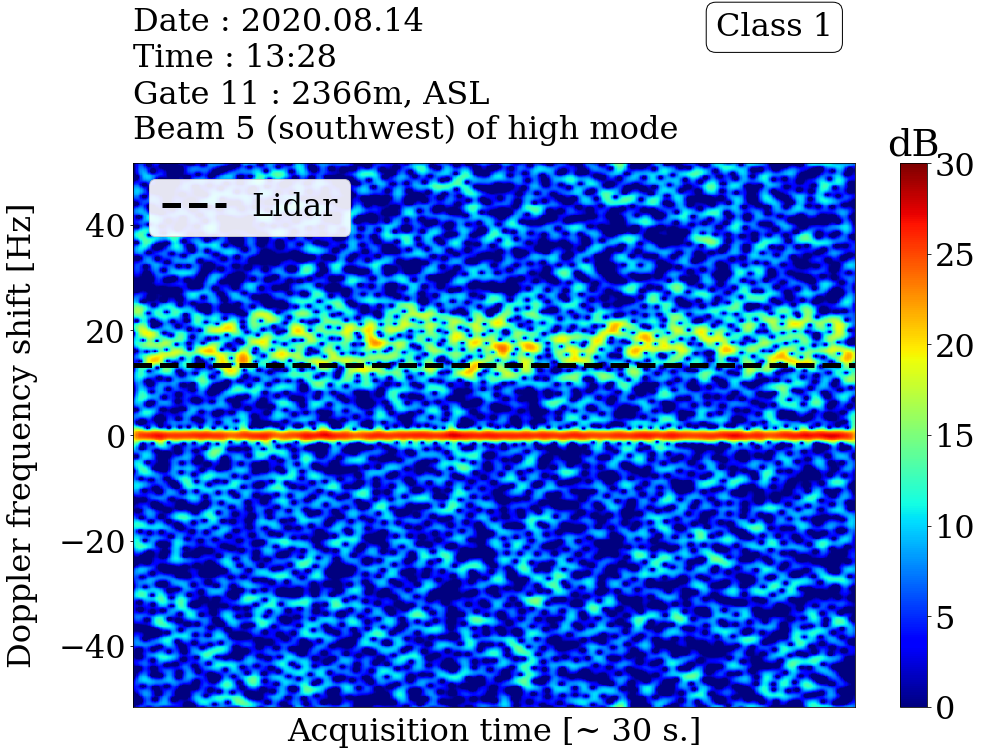 Date : 2020.08.14
Time : 13:28
Gate 11 : 2366m, ASL
Beam 5 (southwest) of high mode
Class 1
dB
Lidar
Doppler frequency shift [Hz]
40
20
0
−20
−40
Acquisition time [~ 30 s.]
30
25
20
15
10
5
0